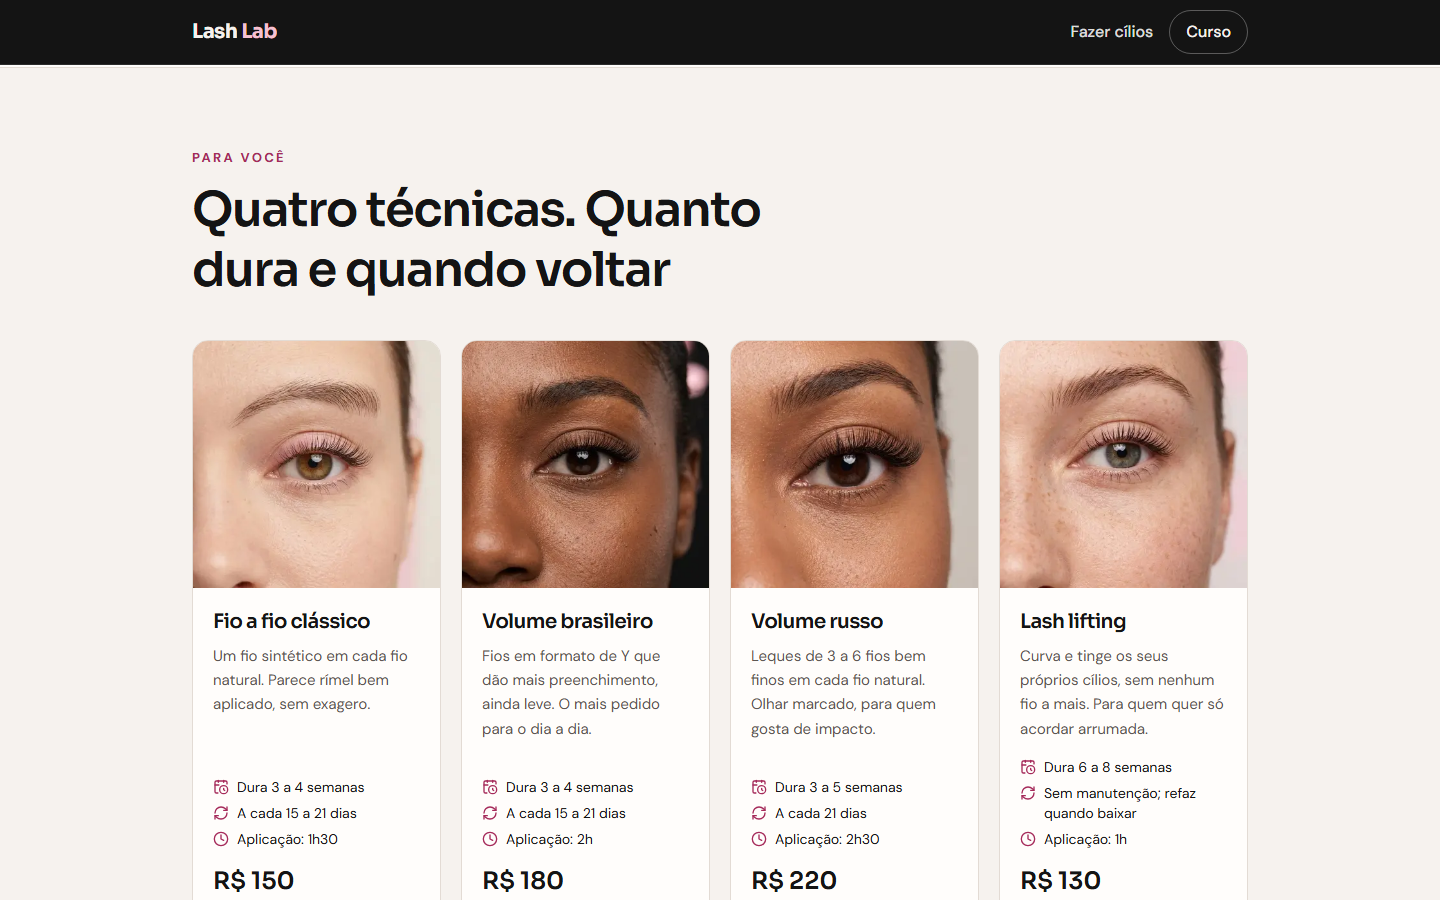 Lash Lab
Fazer cílios
Curso
PARA VOCÊ
Quatro técnicas. Quanto
dura e quando voltar
Fio a fio clássico
Um fio sintético em cada fio
natural. Parece rímel bem
aplicado, sem exagero.
Dura 3 a 4 semanas
A cada 15 a 21 dias
Aplicação: 1h30
R$ 150
Volume brasileiro
Fios em formato de Y que
dão mais preenchimento,
ainda leve. O mais pedido
para o dia a dia.
Dura 3 a 4 semanas
A cada 15 a 21 dias
Aplicação: 2h
R$ 180
Volume russo
Leques de 3 a 6 fios bem
finos em cada fio natural.
Olhar marcado, para quem
gosta de impacto.
Dura 3 a 5 semanas
A cada 21 dias
Aplicação: 2h30
R$ 220
Lash lifting
Curva e tinge os seus
próprios cílios, sem nenhum
fio a mais. Para quem quer só
acordar arrumada.
Dura 6 a 8 semanas
Sem manutenção; refaz
quando baixar
Aplicação: 1h
R$ 130